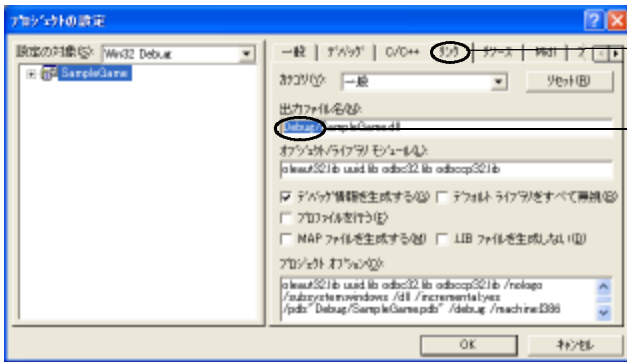 プロジェクトの設定
設定の対象(S): Win32 Debug
SampleGame
一般 デバッグ C/C++ リンク リソース Midl
カテゴリ(Y): 一般 リセット(R)
出力ファイル名(N):
Debug/SampleGame.dll
オブジェクト/ライブラリ モジュール(L):
oleaut32.lib uuid.lib odbc32.lib odbccp32.lib
デバッグ情報を生成する(G) デフォルト ライブラリをすべて無視(I)
プロファイルを行う(E)
MAP ファイルを生成する(M) LIB ファイルを生成しない(D)
プロジェクト オプション(O):
oleaut32.lib uuid.lib odbc32.lib odbccp32.lib /nologo
/subsystem:windows /dll /incremental:yes
/pdb:"Debug/SampleGame.pdb" /debug /machine:I386
OK キャンセル